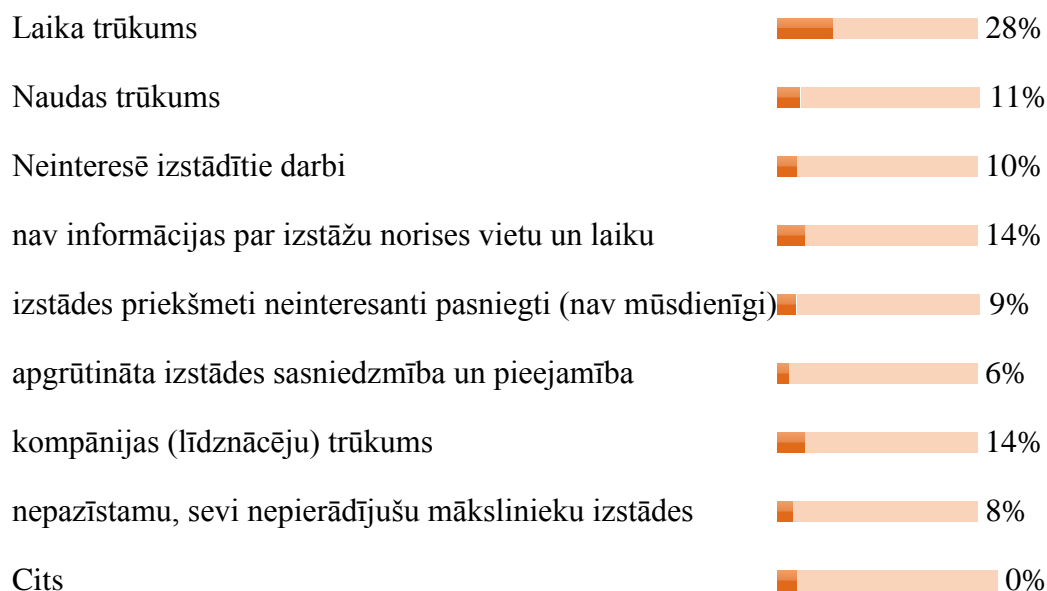 Laika trūkums 28%
Naudas trūkums 11%
Neinteresē izstādītie darbi 10%
nav informācijas par izstāžu norises vietu un laiku 14%
izstādes priekšmeti neinteresanti pasniegti (nav mūsdienīgi) 9%
apgrūtināta izstādes sasniedzmība un pieejamība 6%
kompānijas (līdznācēju) trūkums 14%
nepazīstamu, sevi nepierādījušu mākslinieku izstādes 8%
Cits 0%